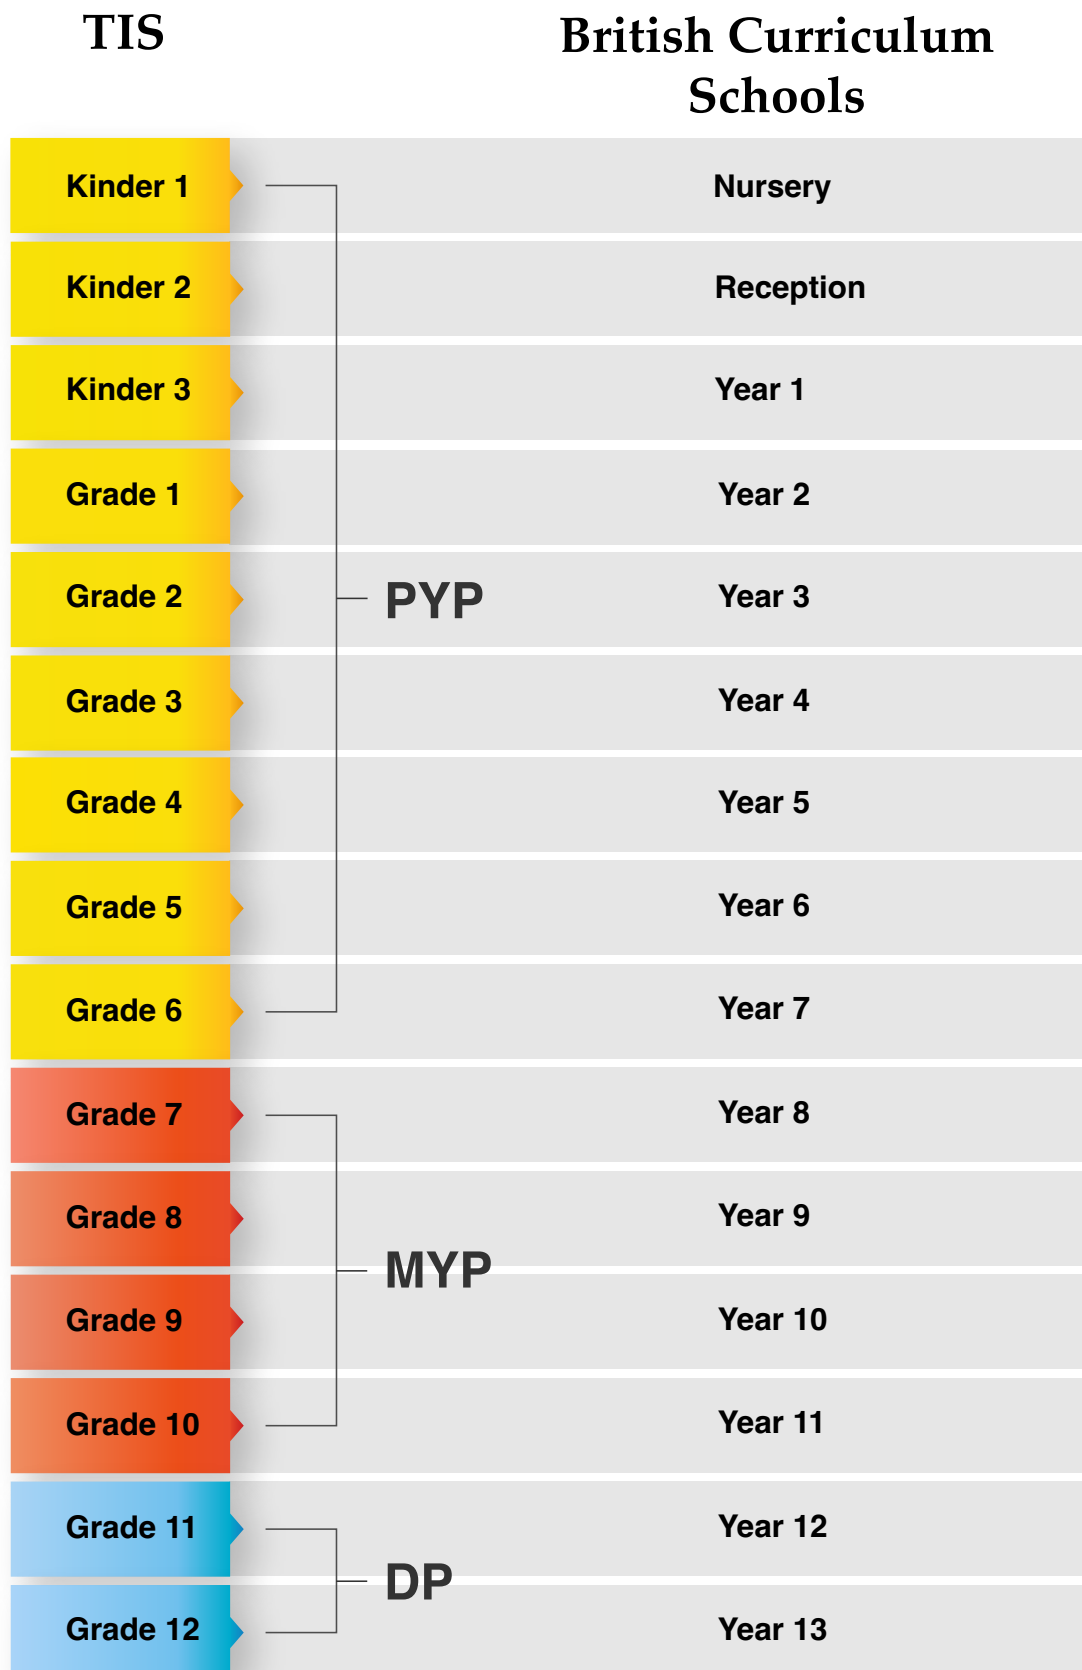 TIS
British Curriculum
Schools
Kinder 1
Nursery
Kinder 2
Reception
Kinder 3
Year 1
Grade 1
Year 2
Grade 2
PYP
Year 3
Grade 3
Year 4
Grade 4
Year 5
Grade 5
Year 6
Grade 6
Year 7
Grade 7
Year 8
Grade 8
Year 9
MYP
Grade 9
Year 10
Grade 10
Year 11
Grade 11
Year 12
DP
Grade 12
Year 13